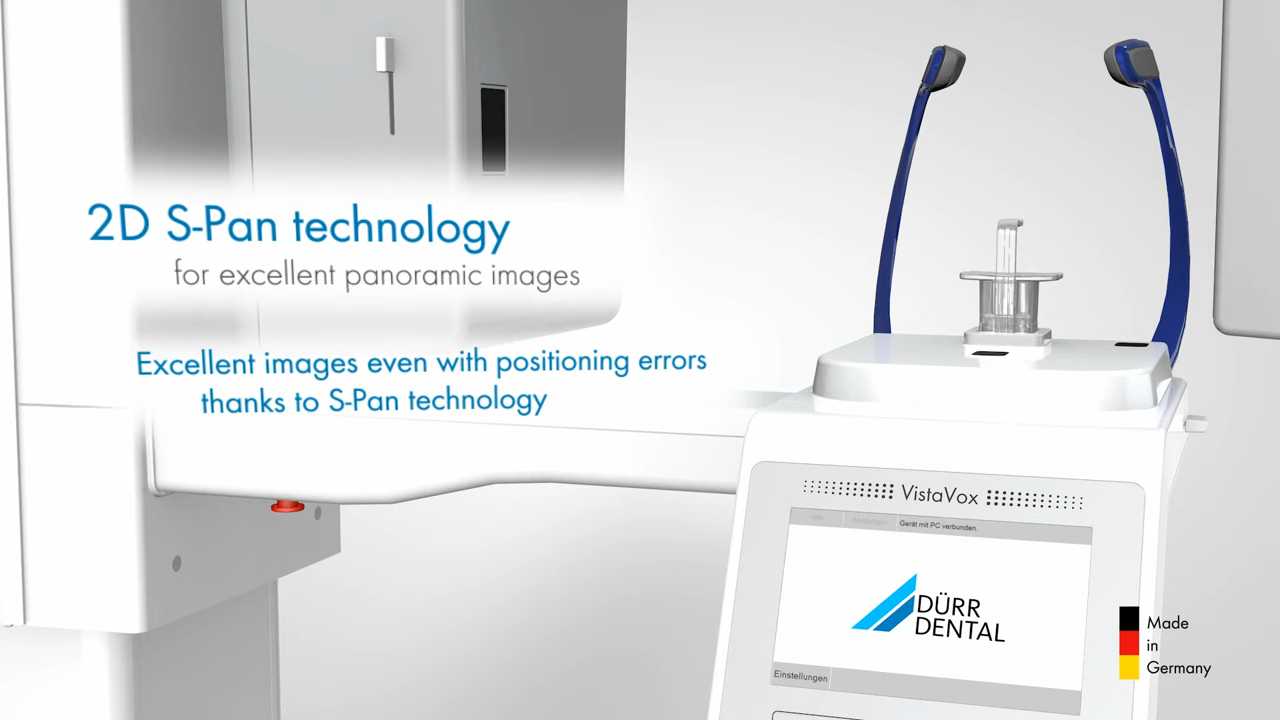 2D S-Pan technology
for excellent panoramic images
Excellent images even with positioning errors
thanks to S-Pan technology
VistaVox
Meldungen Gerät mit PC verbunden.
DÜRR
DENTAL
Einstellungen
Made
in
Germany